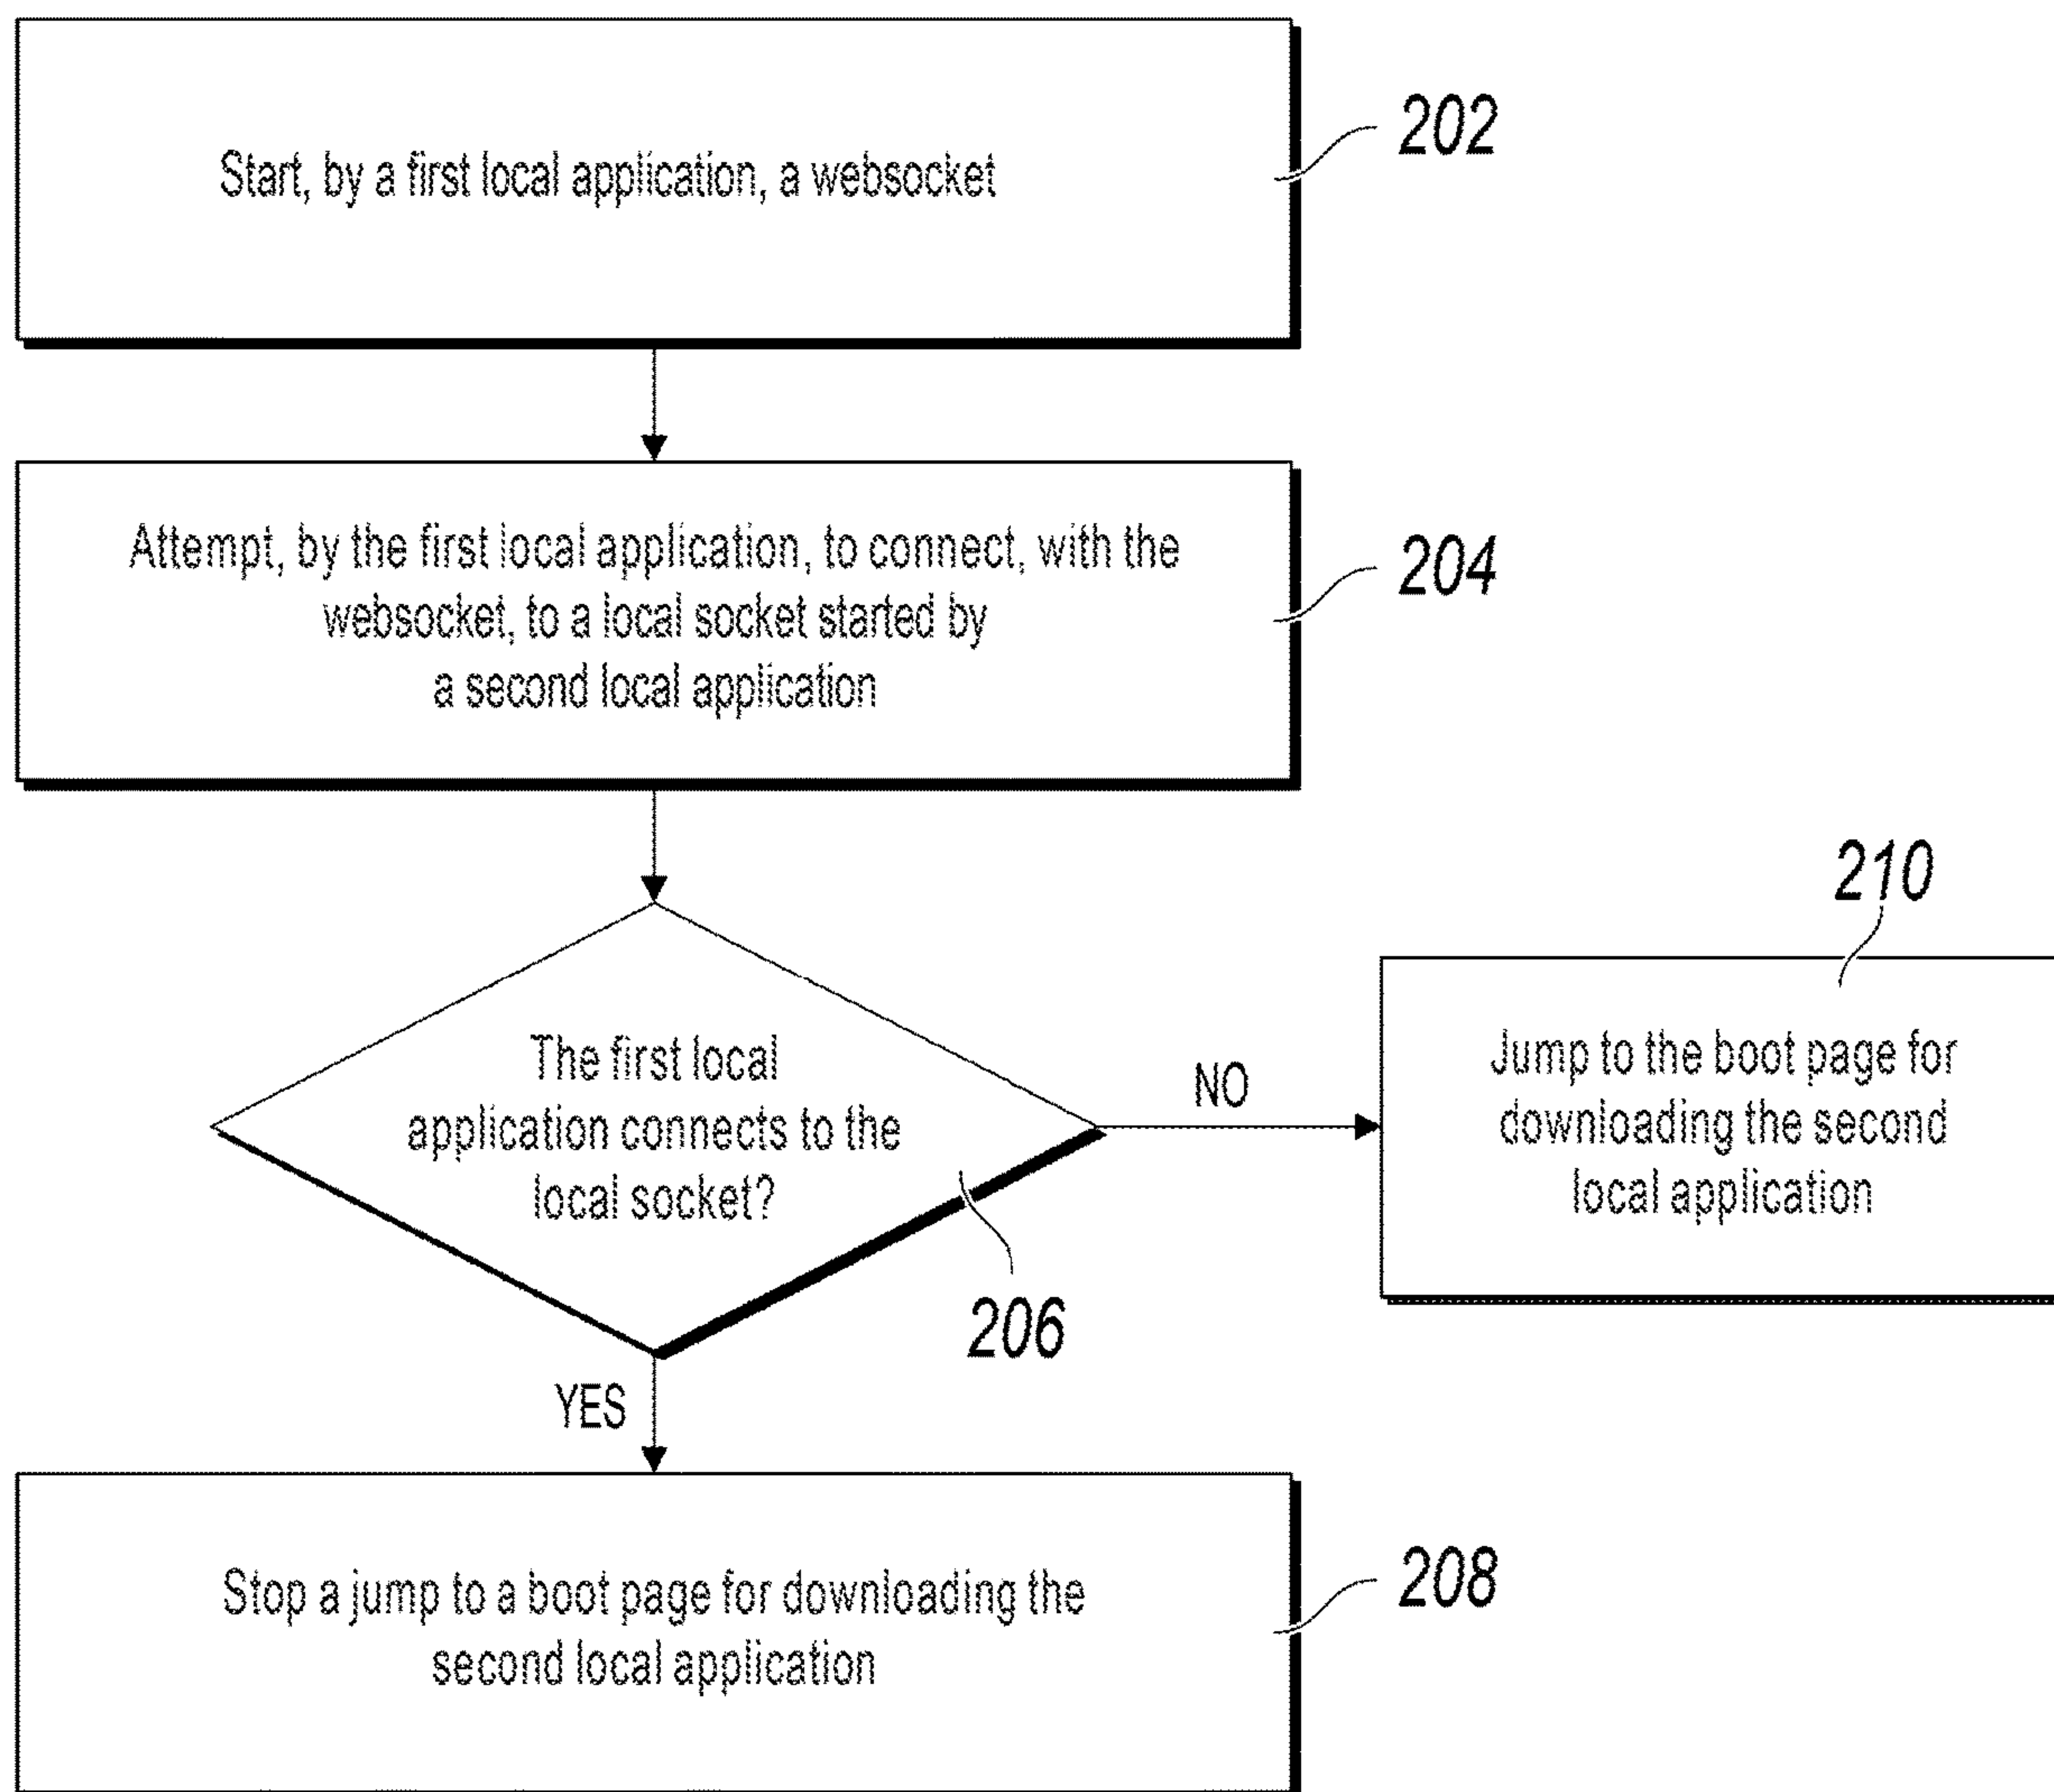 Start, by a first local application, a websocket
202
Attempt, by the first local application, to connect, with the
websocket, to a local socket started by
a second local application
204
The first local
application connects to the
local socket?
206
NO
210
Jump to the boot page for
downloading the second
local application
YES
Stop a jump to a boot page for downloading the
second local application
208